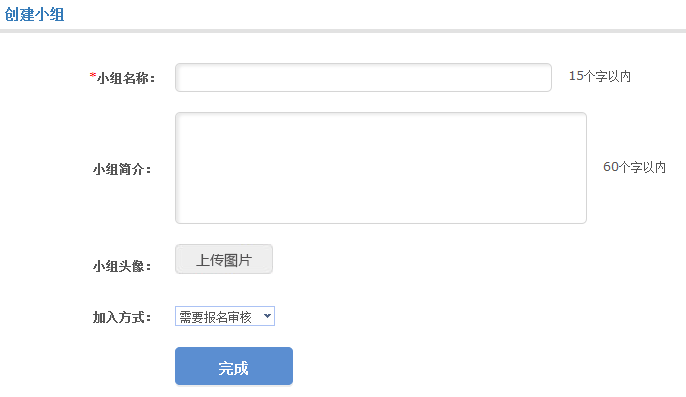 创建小组
*小组名称： 15个字以内
小组简介： 60个字以内
小组头像： 上传图片
加入方式： 需要报名审核
完成